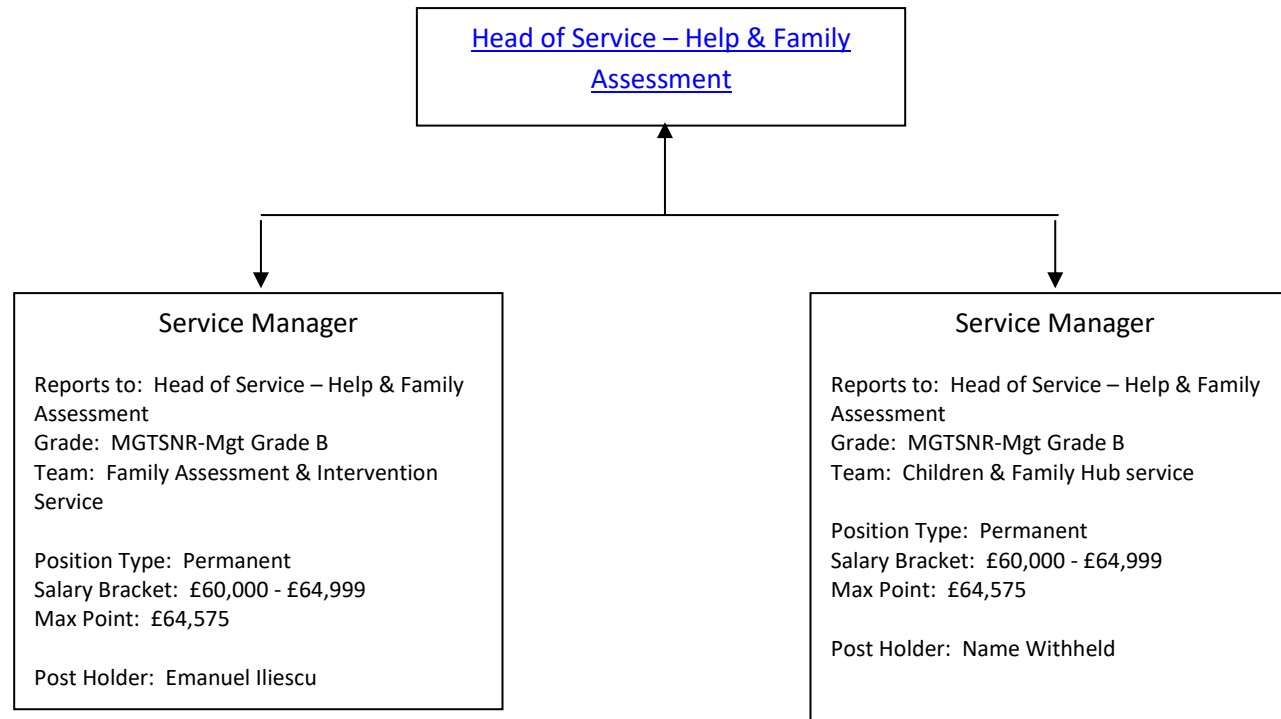 Head of Service – Help & Family
Assessment
Service Manager
Reports to:  Head of Service – Help & Family
Assessment
Grade:  MGTSNR-Mgt Grade B
Team:  Family Assessment & Intervention
Service
Position Type:  Permanent
Salary Bracket:  £60,000 - £64,999
Max Point:  £64,575
Post Holder:  Emanuel Iliescu
Service Manager
Reports to:  Head of Service – Help & Family
Assessment
Grade:  MGTSNR-Mgt Grade B
Team:  Children & Family Hub service
Position Type:  Permanent
Salary Bracket:  £60,000 - £64,999
Max Point:  £64,575
Post Holder:  Name Withheld